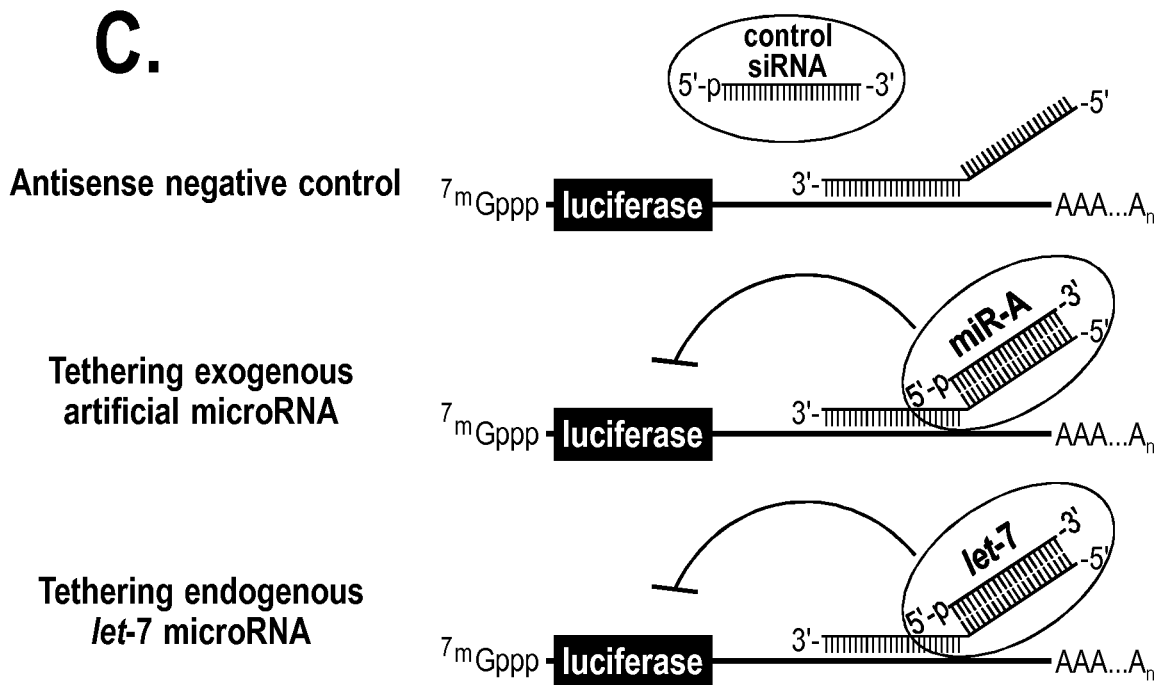 C.
control
siRNA
5'-p -3'
-5'
Antisense negative control
3'-
7mGppp luciferase AAA...An
miR-A
-3'
-5'
5'-p
Tethering exogenous
artificial microRNA
3'-
7mGppp luciferase AAA...An
let-7
-3'
-5'
5'-p
Tethering endogenous
let-7 microRNA
3'-
7mGppp luciferase AAA...An